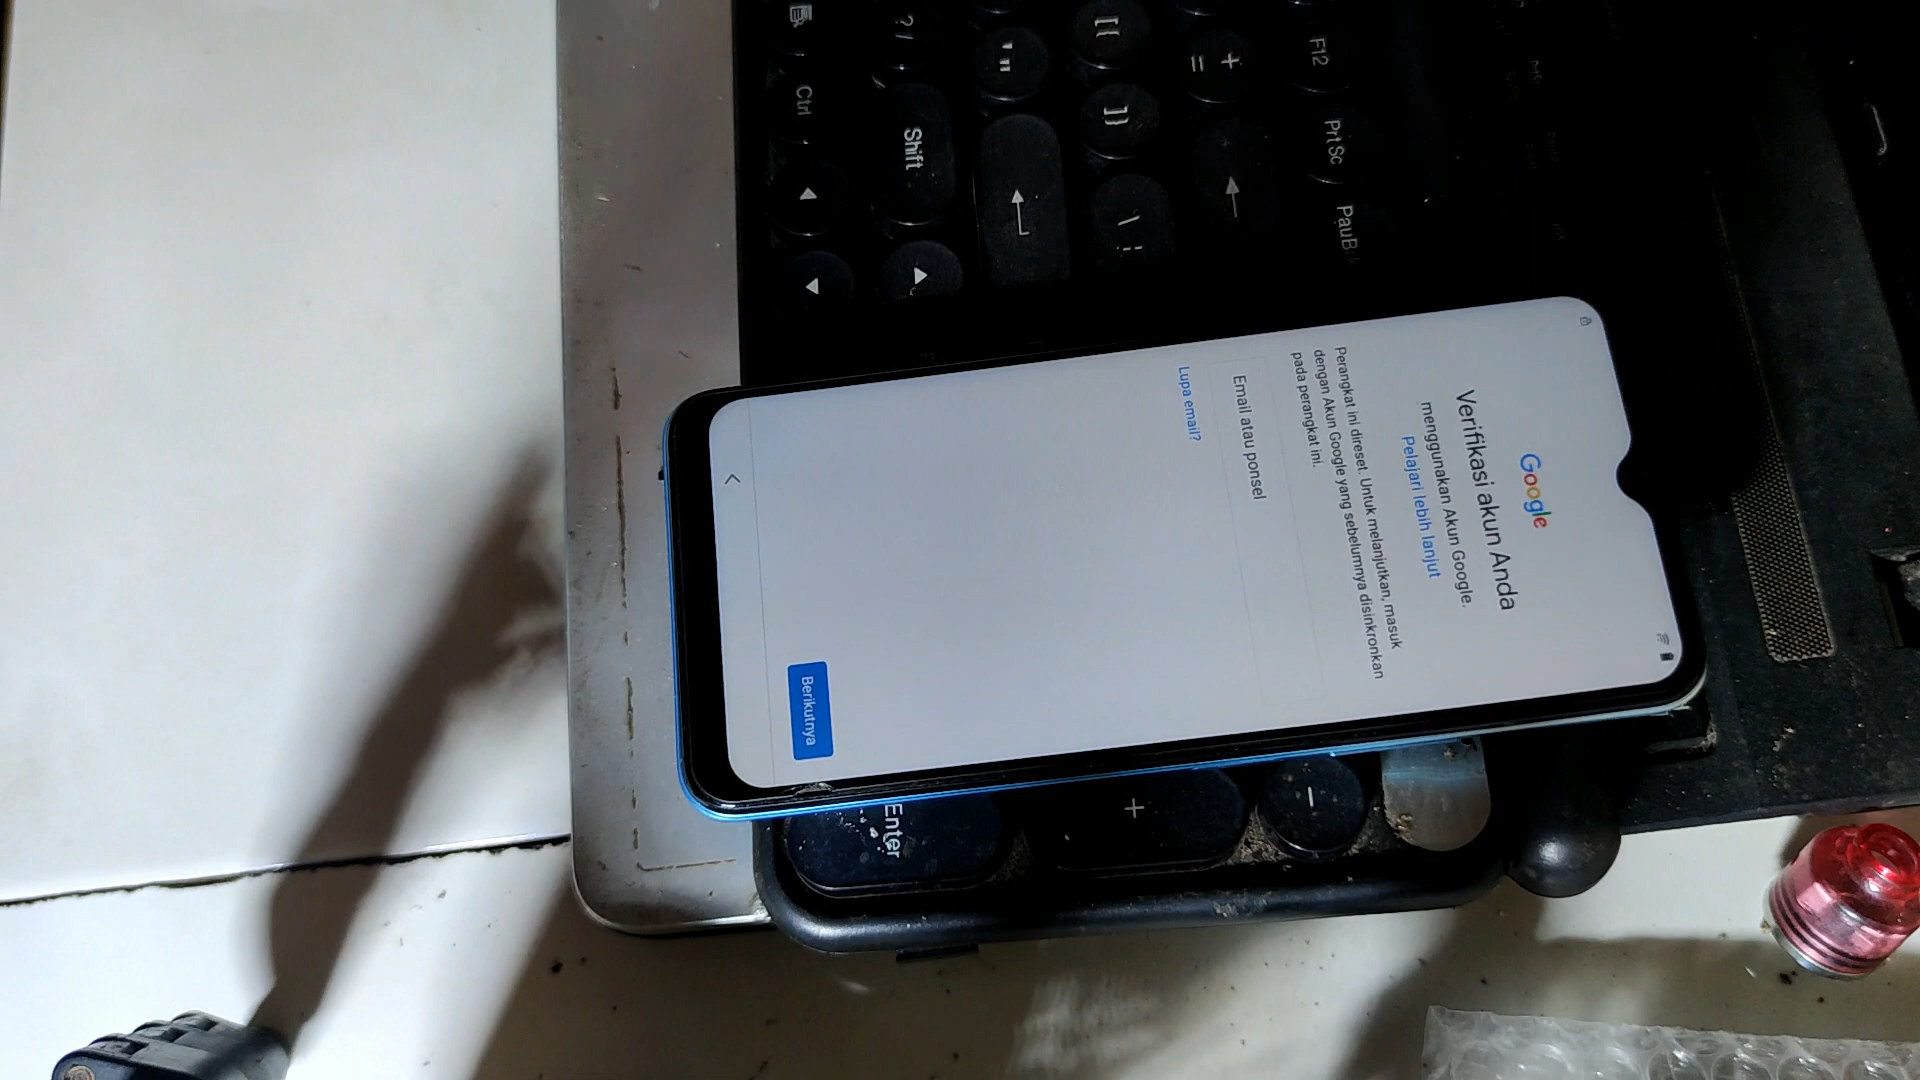 Google
Verifikasi akun Anda
menggunakan Akun Google.
Pelajari lebih lanjut
Perangkat ini direset. Untuk melanjutkan, masuk
dengan Akun Google yang sebelumnya disinkronkan
pada perangkat ini.
Email atau ponsel
Lupa email?
Berikutnya
F12
PrtSc
PauBrk
+
=
[{
]}
\ ¦
' "
? /
Shift
Ctrl
Enter
+
-